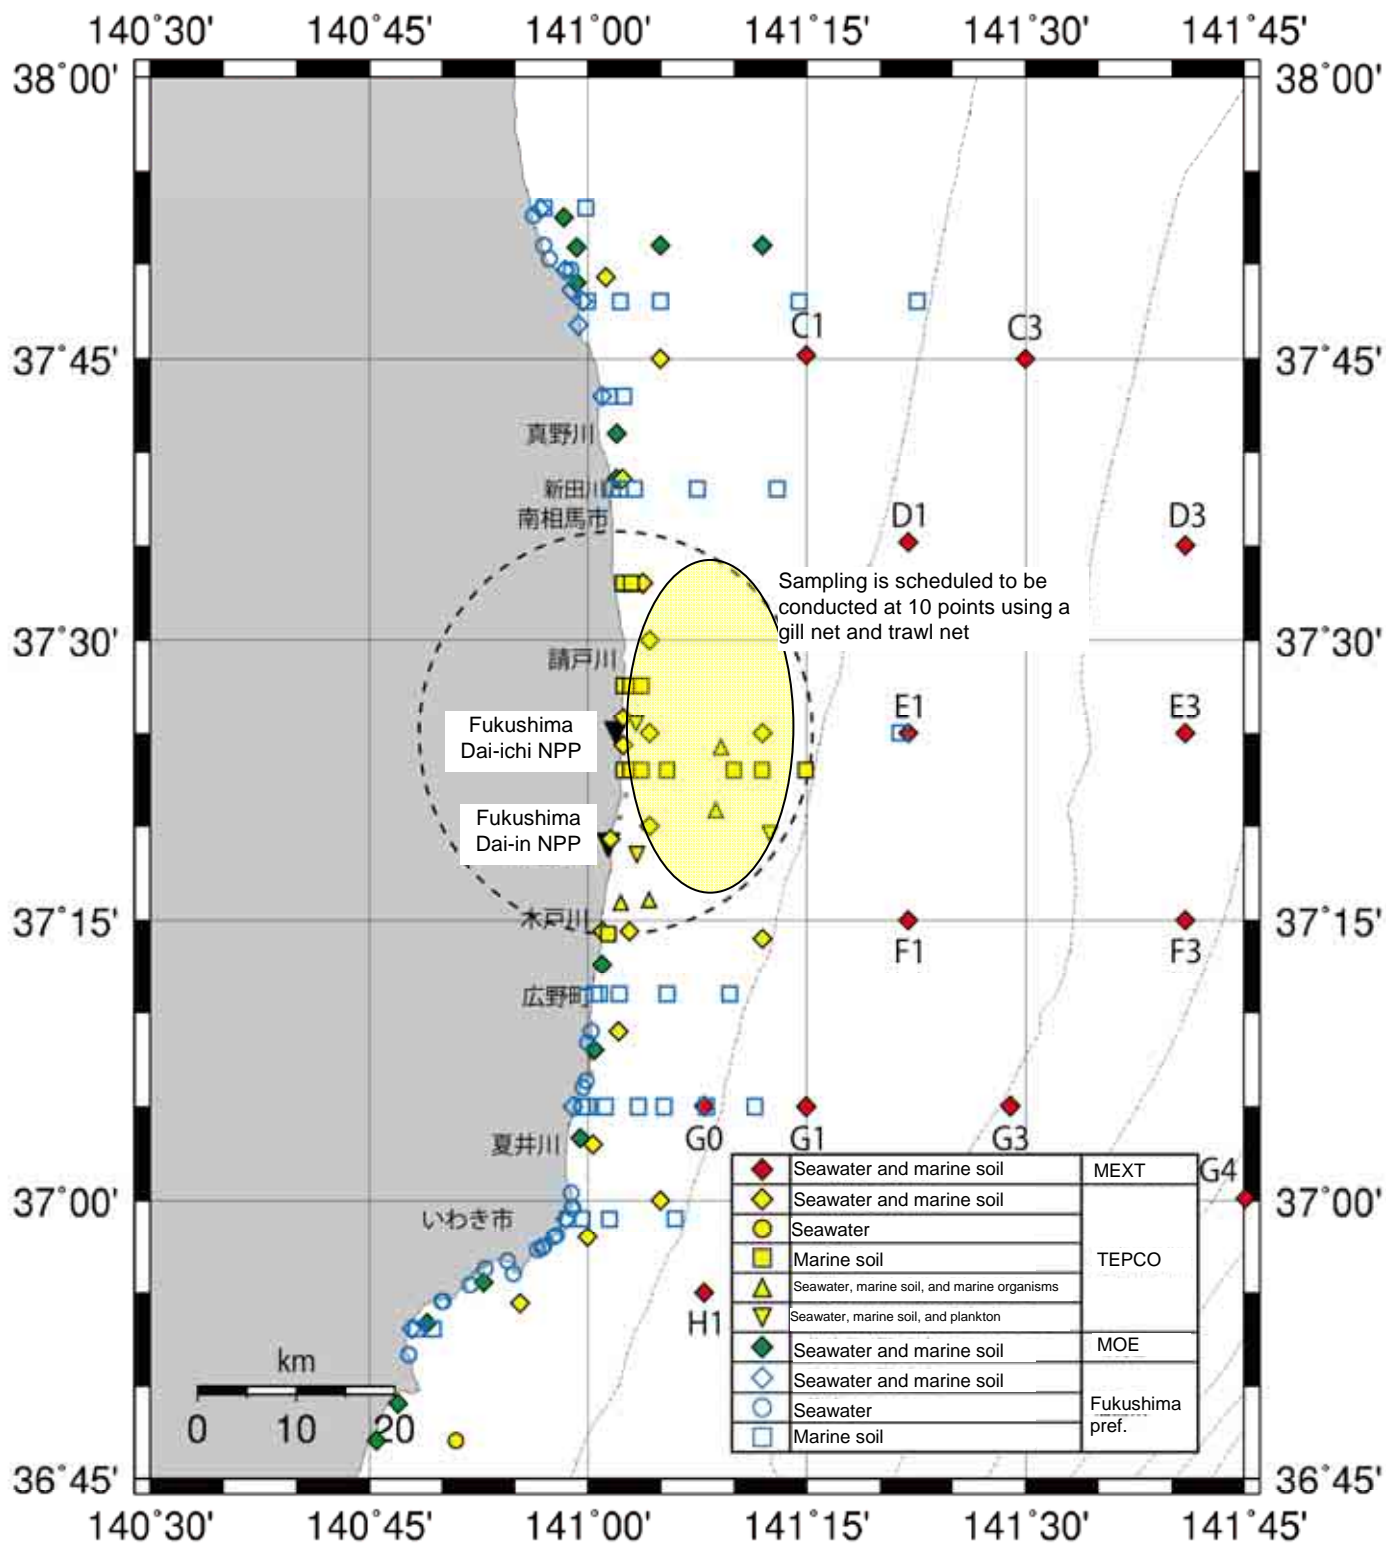 140°30' 140°45' 141°00' 141°15' 141°30' 141°45'
38°00' 38°00'
C1 C3
37°45' 37°45'
真野川
新田川
南相馬市
D1 D3
Sampling is scheduled to be
conducted at 10 points using a
gill net and trawl net
37°30' 37°30'
請戸川
E1 E3
Fukushima
Dai-ichi NPP
Fukushima
Dai-in NPP
37°15' 37°15'
木戸川
F1 F3
広野町
G0 G1 G3
夏井川
Seawater and marine soil MEXT
G4
37°00' 37°00'
いわき市
Seawater and marine soil
Seawater
Marine soil
TEPCO
Seawater, marine soil, and marine organisms
Seawater, marine soil, and plankton
H1
Seawater and marine soil MOE
Seawater and marine soil
Seawater
Marine soil
Fukushima
pref.
km
0 10 20
36°45' 36°45'
140°30' 140°45' 141°00' 141°15' 141°30' 141°45'